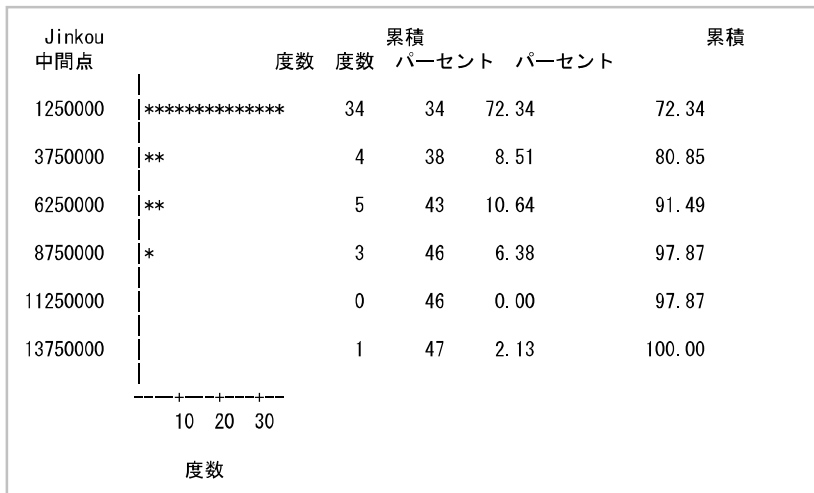 Jinkou 累積 累積
中間点 度数 度数 パーセント パーセント
1250000 |************** 34 34 72.34 72.34
3750000 |** 4 38 8.51 80.85
6250000 |** 5 43 10.64 91.49
8750000 |* 3 46 6.38 97.87
11250000 | 0 46 0.00 97.87
13750000 | 1 47 2.13 100.00
----+---+---+--
10 20 30
度数